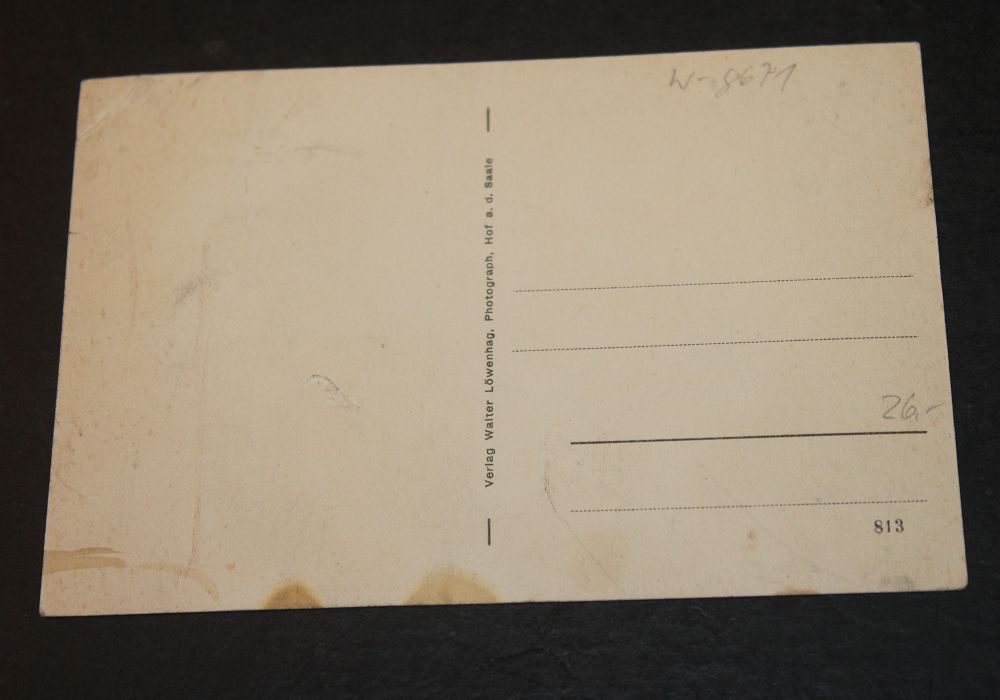 W-8671
Verlag Walter Löwenhag, Photograph, Hof a. d. Saale
26,-
813